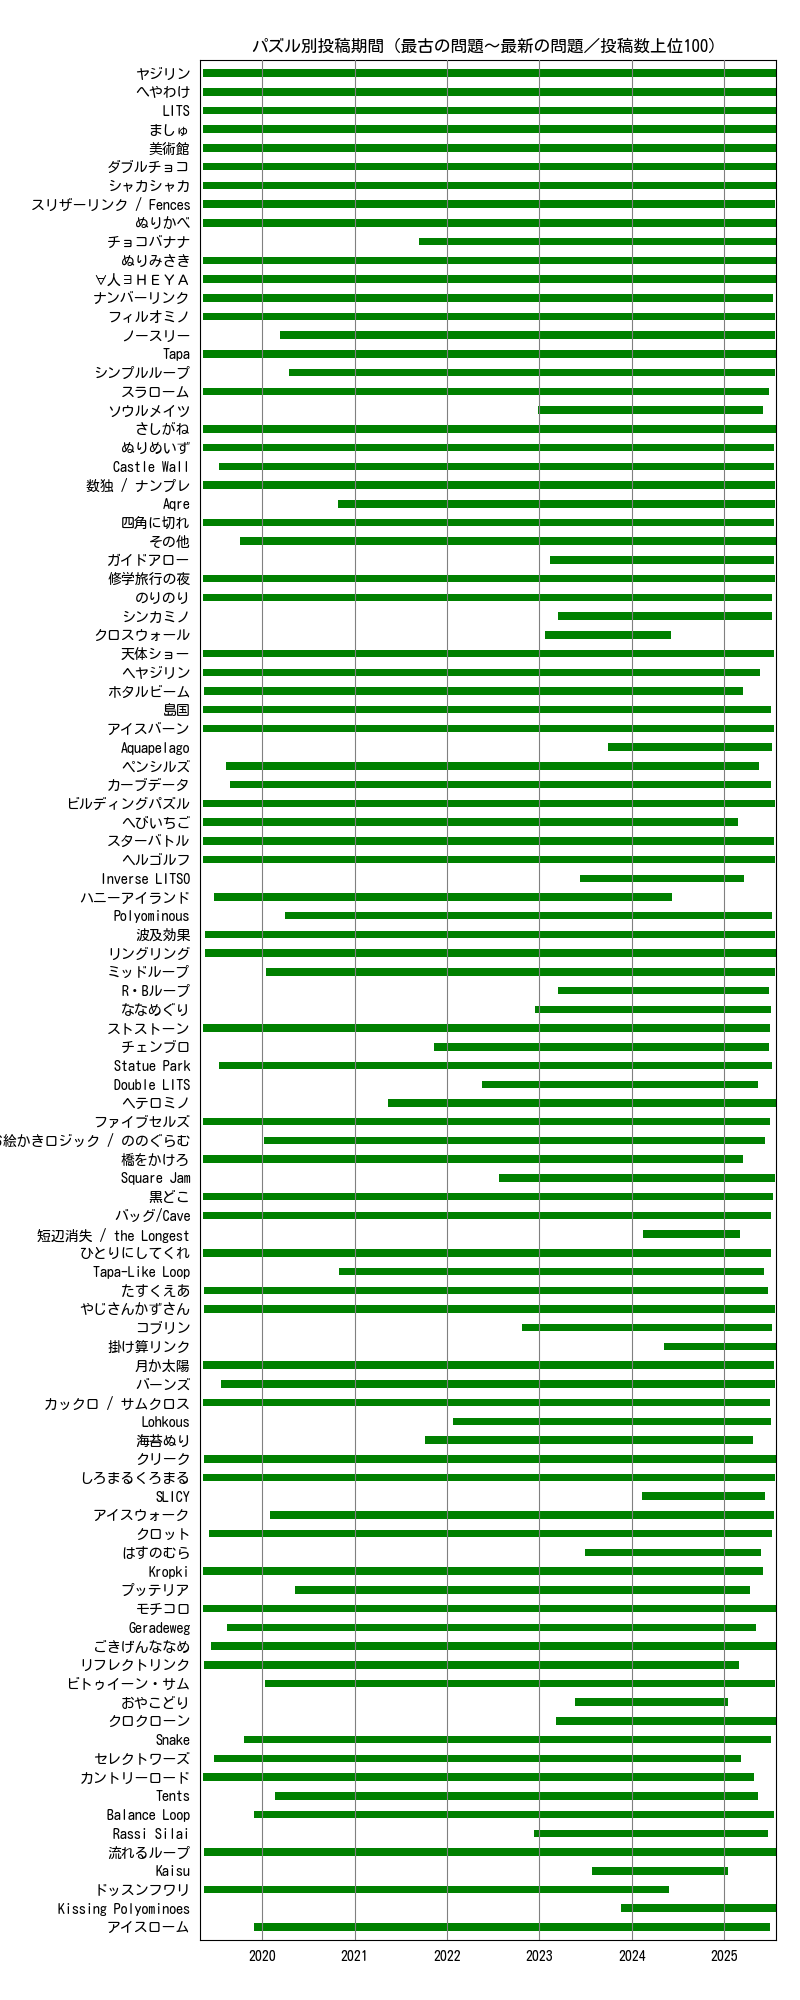 パズル別投稿期間（最古の問題～最新の問題／投稿数上位100）
ヤジリン
へやわけ
LITS
ましゅ
美術館
ダブルチョコ
シャカシャカ
スリザーリンク / Fences
ぬりかべ
チョコバナナ
ぬりみさき
∀人∃ＨＥＹＡ
ナンバーリンク
フィルオミノ
ノースリー
Tapa
シンプルループ
スラローム
ソウルメイツ
さしがね
ぬりめいず
Castle Wall
数独 / ナンプレ
Aqre
四角に切れ
その他
ガイドアロー
修学旅行の夜
のりのり
シンカミノ
クロスウォール
天体ショー
ヘヤジリン
ホタルビーム
島国
アイスバーン
Aquapelago
ペンシルズ
カーブデータ
ビルディングパズル
へびいちご
スターバトル
ヘルゴルフ
Inverse LITSO
ハニーアイランド
Polyominous
波及効果
リングリング
ミッドループ
R・Bループ
ななめぐり
ストストーン
チェンブロ
Statue Park
Double LITS
ヘテロミノ
ファイブセルズ
絵かきロジック / ののぐらむ
橋をかけろ
Square Jam
黒どこ
バッグ/Cave
短辺消失 / the Longest
ひとりにしてくれ
Tapa-Like Loop
たすくえあ
やじさんかずさん
コブリン
掛け算リンク
月か太陽
バーンズ
カックロ / サムクロス
Lohkous
海苔ぬり
クリーク
しろまるくろまる
SLICY
アイスウォーク
クロット
はすのむら
Kropki
プッテリア
モチコロ
Geradeweg
ごきげんななめ
リフレクトリンク
ビトゥイーン・サム
おやこどり
クロクローン
Snake
セレクトワーズ
カントリーロード
Tents
Balance Loop
Rassi Silai
流れるループ
Kaisu
ドッスンフワリ
Kissing Polyominoes
アイスローム
2020 2021 2022 2023 2024 2025